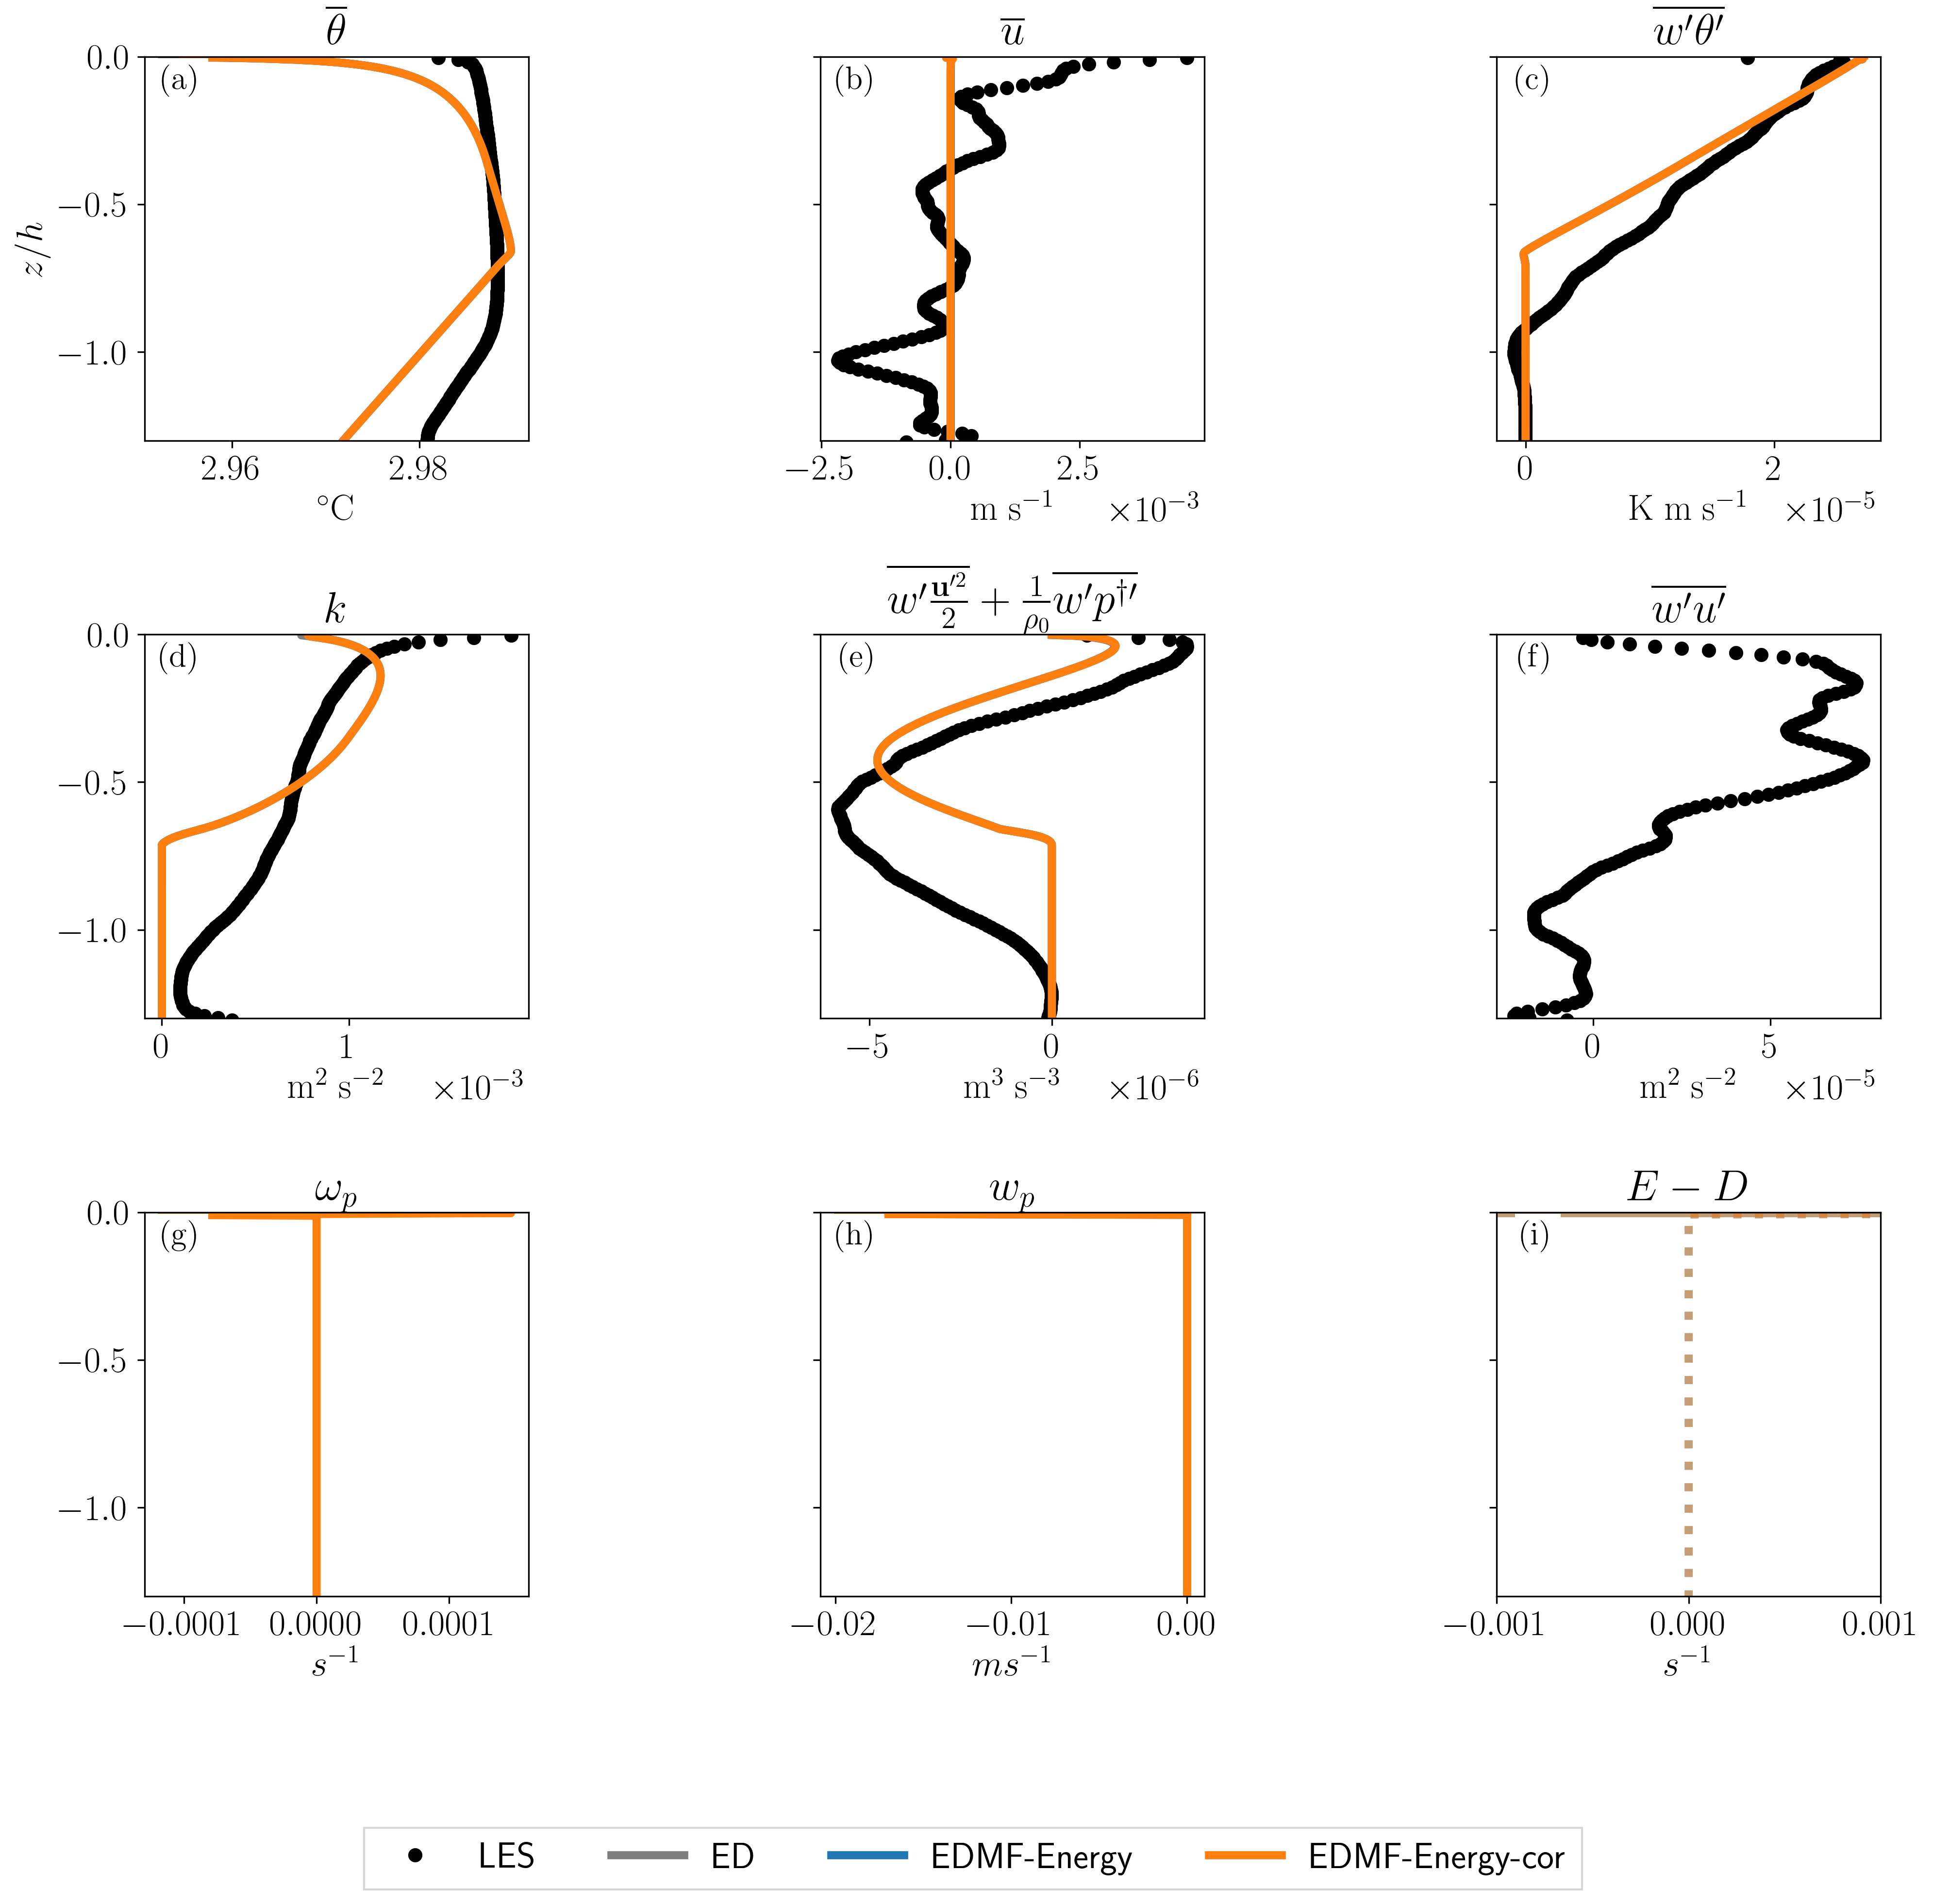 θ̅ u̅ w′θ′
0.0 (a) (b) (c)
−0.5
z/h
−1.0
2.96 2.98 −2.5 0.0 2.5 0 2
°C m s⁻¹ ×10⁻³ K m s⁻¹ ×10⁻⁵
k w′u′²/2 + 1/ρ₀ w′p†′ w′u′
0.0 (d) (e) (f)
−0.5
−1.0
0 1 −5 0 0 5
m² s⁻² ×10⁻³ m³ s⁻³ ×10⁻⁶ m² s⁻² ×10⁻⁵
ωₚ wₚ E − D
0.0 (g) (h) (i)
−0.5
−1.0
−0.0001 0.0000 0.0001 −0.02 −0.01 0.00 −0.001 0.000 0.001
s⁻¹ ms⁻¹ s⁻¹
LES ED EDMF-Energy EDMF-Energy-cor